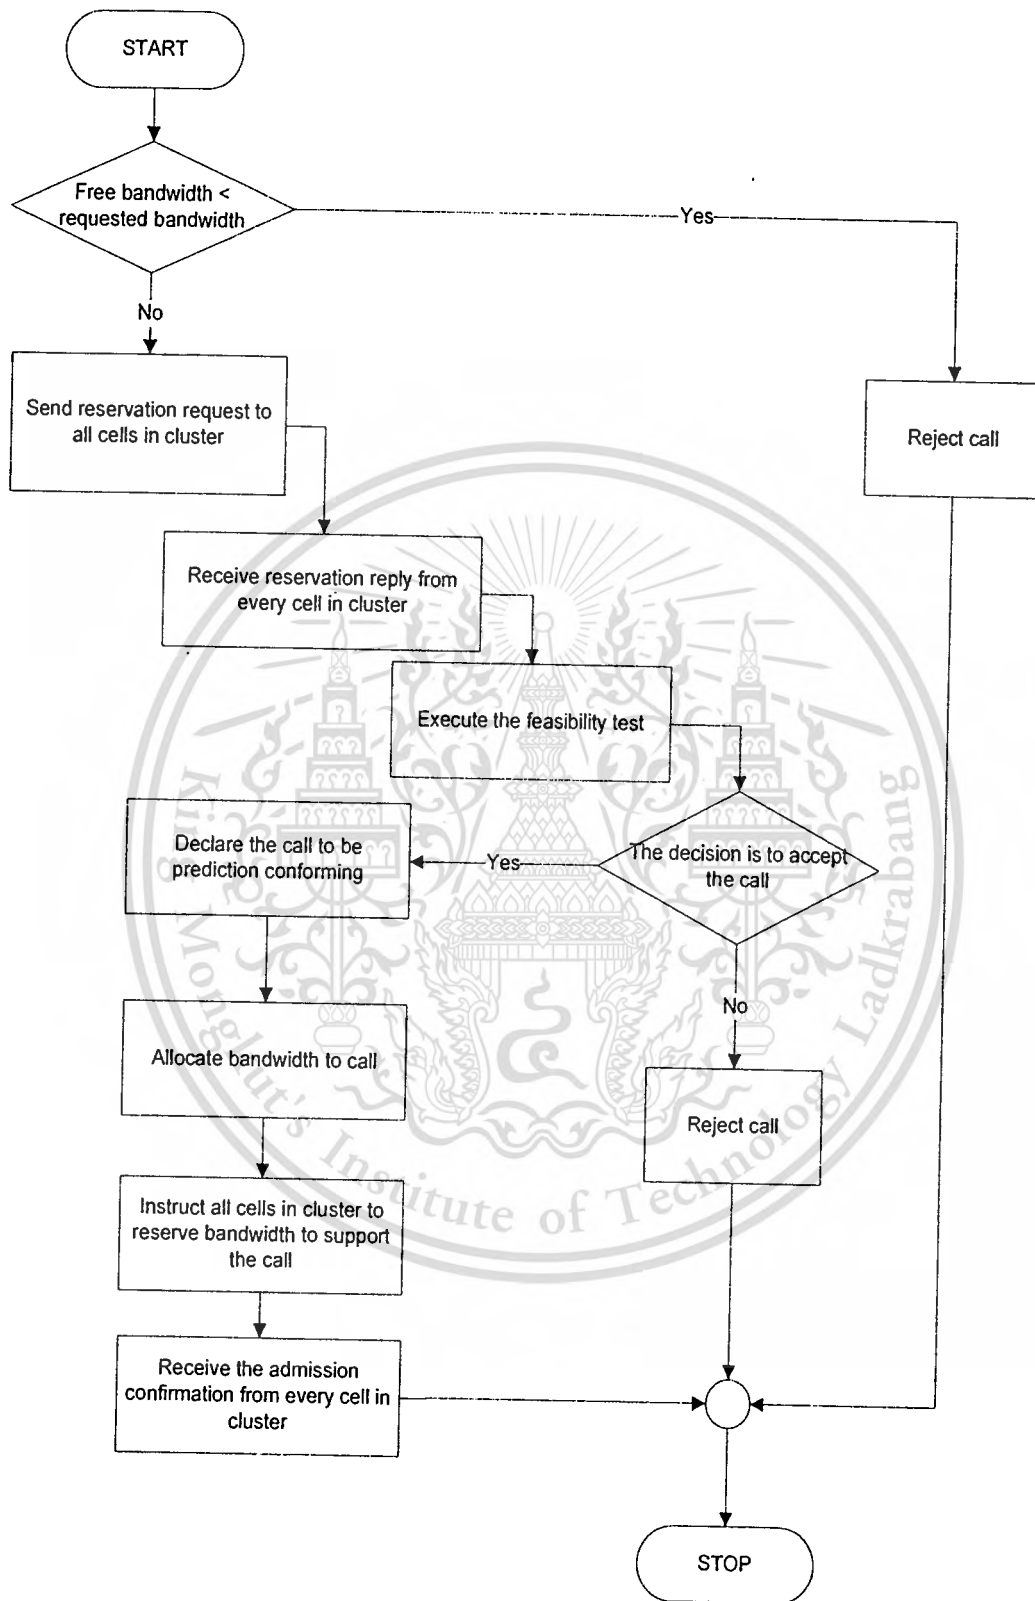 START
Free bandwidth <
requested bandwidth
Yes
No
Send reservation request to
all cells in cluster
Reject call
Receive reservation reply from
every cell in cluster
Execute the feasibility test
The decision is to accept
the call
Yes
Declare the call to be
prediction conforming
No
Allocate bandwidth to call
Reject call
Instruct all cells in cluster to
reserve bandwidth to support
the call
Receive the admission
confirmation from every cell in
cluster
STOP
King Mongkut's Institute of Technology Ladkrabang